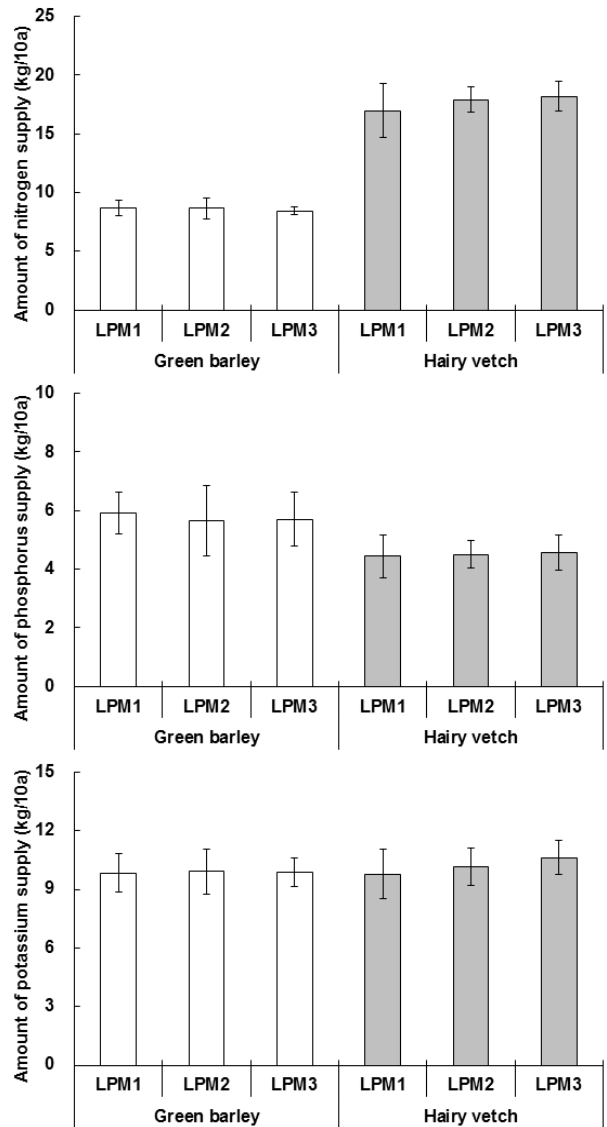 Amount of nitrogen supply (kg/10a)
25
20
15
10
5
0
LPM1 LPM2 LPM3 LPM1 LPM2 LPM3
Green barley Hairy vetch
Amount of phosphorus supply (kg/10a)
10
8
6
4
2
0
LPM1 LPM2 LPM3 LPM1 LPM2 LPM3
Green barley Hairy vetch
Amount of potassium supply (kg/10a)
15
12
9
6
3
0
LPM1 LPM2 LPM3 LPM1 LPM2 LPM3
Green barley Hairy vetch